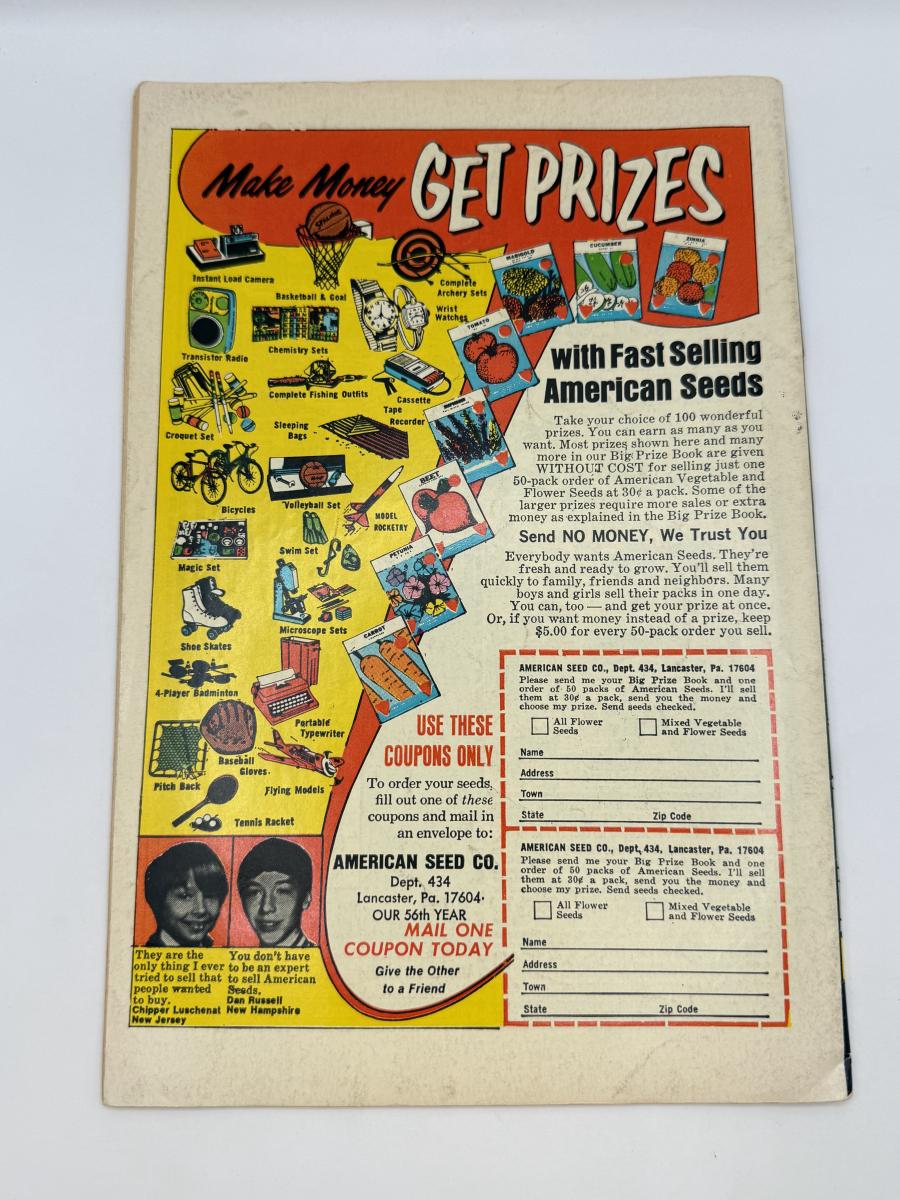 Make Money GET PRIZES
SPALDING
Instant Load Camera
Basketball & Goal
Complete
Archery Sets
Wrist
Watches
Transistor Radio
Chemistry Sets
Complete Fishing Outfits
Cassette
Tape
Recorder
Croquet Set
Sleeping
Bags
Bicycles
Volleyball Set
MODEL
ROCKETRY
Magic Set
Swim Set
Microscope Sets
Shoe Skates
4-Player Badminton
Portable
Typewriter
Pitch Back
Baseball
Gloves
Flying Models
Tennis Racket
MARIGOLD
CUCUMBER
ZINNIA
TOMATO
BEET
PETUNIA
CARROT
with Fast Selling
American Seeds
Take your choice of 100 wonderful
prizes. You can earn as many as you
want. Most prizes shown here and many
more in our Big Prize Book are given
WITHOUT COST for selling just one
50-pack order of American Vegetable and
Flower Seeds at 30¢ a pack. Some of the
larger prizes require more sales or extra
money as explained in the Big Prize Book.
Send NO MONEY, We Trust You
Everybody wants American Seeds. They're
fresh and ready to grow. You'll sell them
quickly to family, friends and neighbors. Many
boys and girls sell their packs in one day.
You can, too — and get your prize at once.
Or, if you want money instead of a prize, keep
$5.00 for every 50-pack order you sell.
USE THESE
COUPONS ONLY
To order your seeds,
fill out one of these
coupons and mail in
an envelope to:
AMERICAN SEED CO.
Dept. 434
Lancaster, Pa. 17604
OUR 56th YEAR
MAIL ONE
COUPON TODAY
Give the Other
to a Friend
AMERICAN SEED CO., Dept. 434, Lancaster, Pa. 17604
Please send me your Big Prize Book and one
order of 50 packs of American Seeds. I'll sell
them at 30¢ a pack, send you the money and
choose my prize. Send seeds checked.
All Flower
Seeds
Mixed Vegetable
and Flower Seeds
Name
Address
Town
State Zip Code
AMERICAN SEED CO., Dept. 434, Lancaster, Pa. 17604
Please send me your Big Prize Book and one
order of 50 packs of American Seeds. I'll sell
them at 30¢ a pack, send you the money and
choose my prize. Send seeds checked.
All Flower
Seeds
Mixed Vegetable
and Flower Seeds
Name
Address
Town
State Zip Code
They are the
only thing I ever
tried to sell that
people wanted
to buy.
Chipper Luschenat
New Jersey
You don't have
to be an expert
to sell American
Seeds.
Dan Russell
New Hampshire